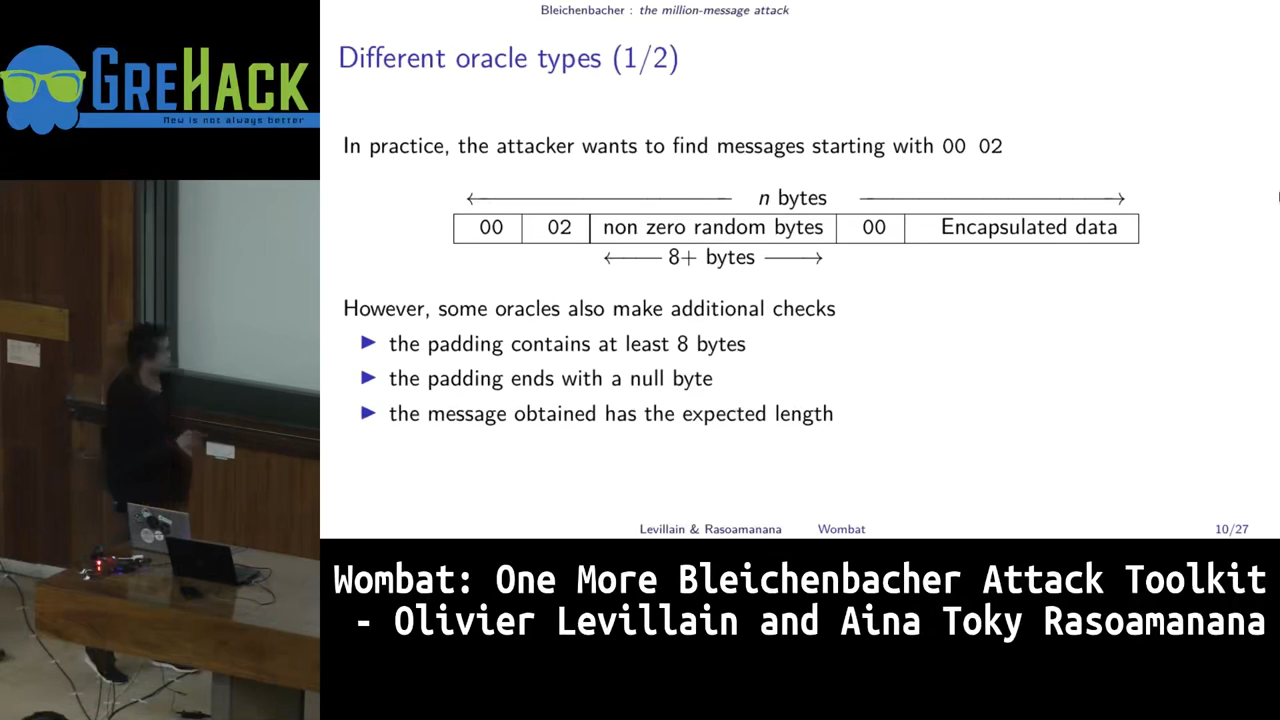 GREHACK
New is not always better
Bleichenbacher : the million-message attack
Different oracle types (1/2)
In practice, the attacker wants to find messages starting with 00 02
n bytes
00 02 non zero random bytes 00 Encapsulated data
8+ bytes
However, some oracles also make additional checks
▶ the padding contains at least 8 bytes
▶ the padding ends with a null byte
▶ the message obtained has the expected length
Levillain & Rasoamanana Wombat 10/27
Wombat: One More Bleichenbacher Attack Toolkit
- Olivier Levillain and Aina Toky Rasoamanana